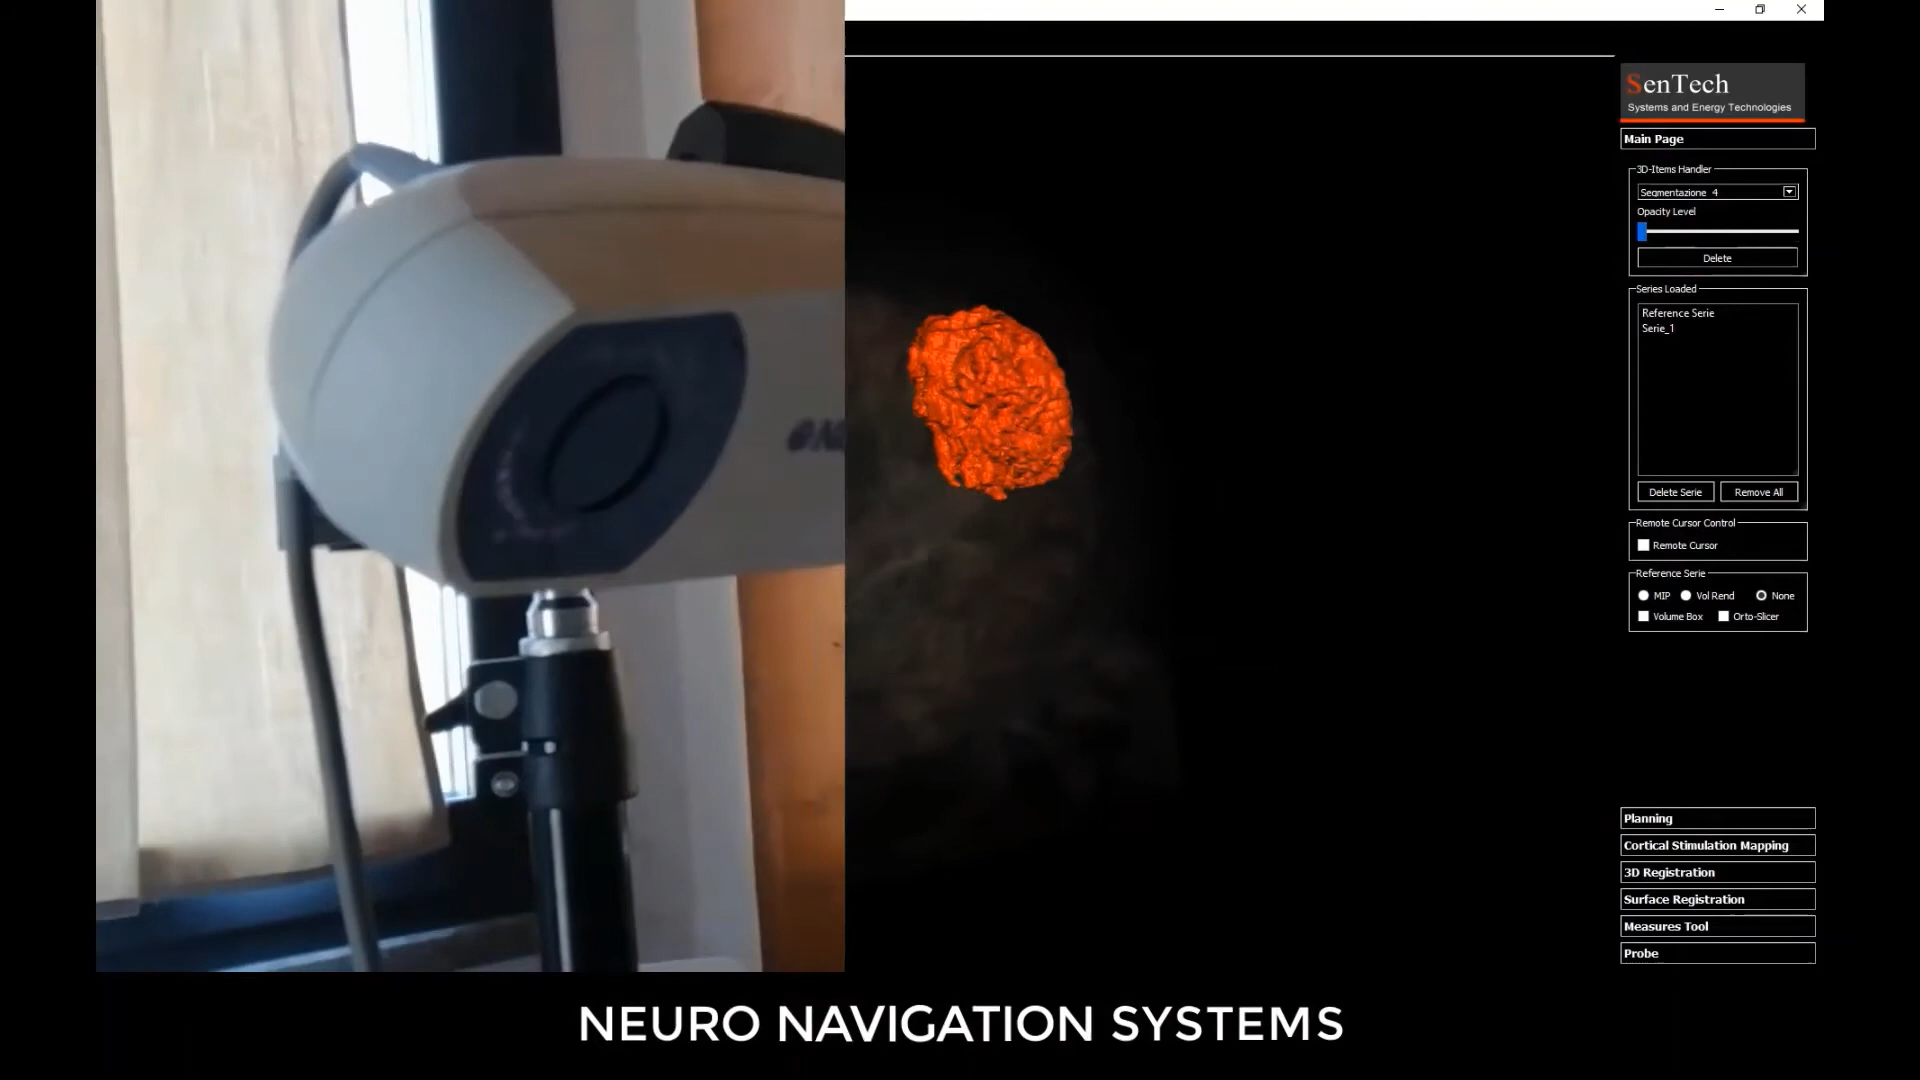 SenTech
Systems and Energy Technologies
Main Page
3D-Items Handler
Segmentazione 4
Opacity Level
Delete
Series Loaded
Reference Serie
Serie_1
Delete Serie Remove All
Remote Cursor Control
Remote Cursor
Reference Serie
MIP Vol Rend None
Volume Box Orto-Slicer
Planning
Cortical Stimulation Mapping
3D Registration
Surface Registration
Measures Tool
Probe
NEURO NAVIGATION SYSTEMS